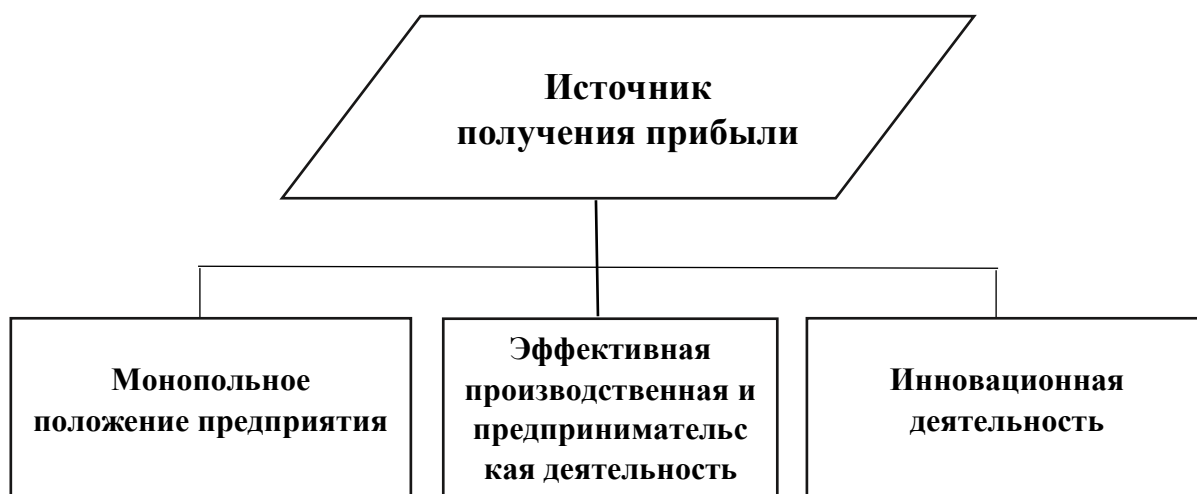 Источник
получения прибыли
Монопольное
положение предприятия
Эффективная
производственная и
предпринимательс
кая деятельность
Инновационная
деятельность